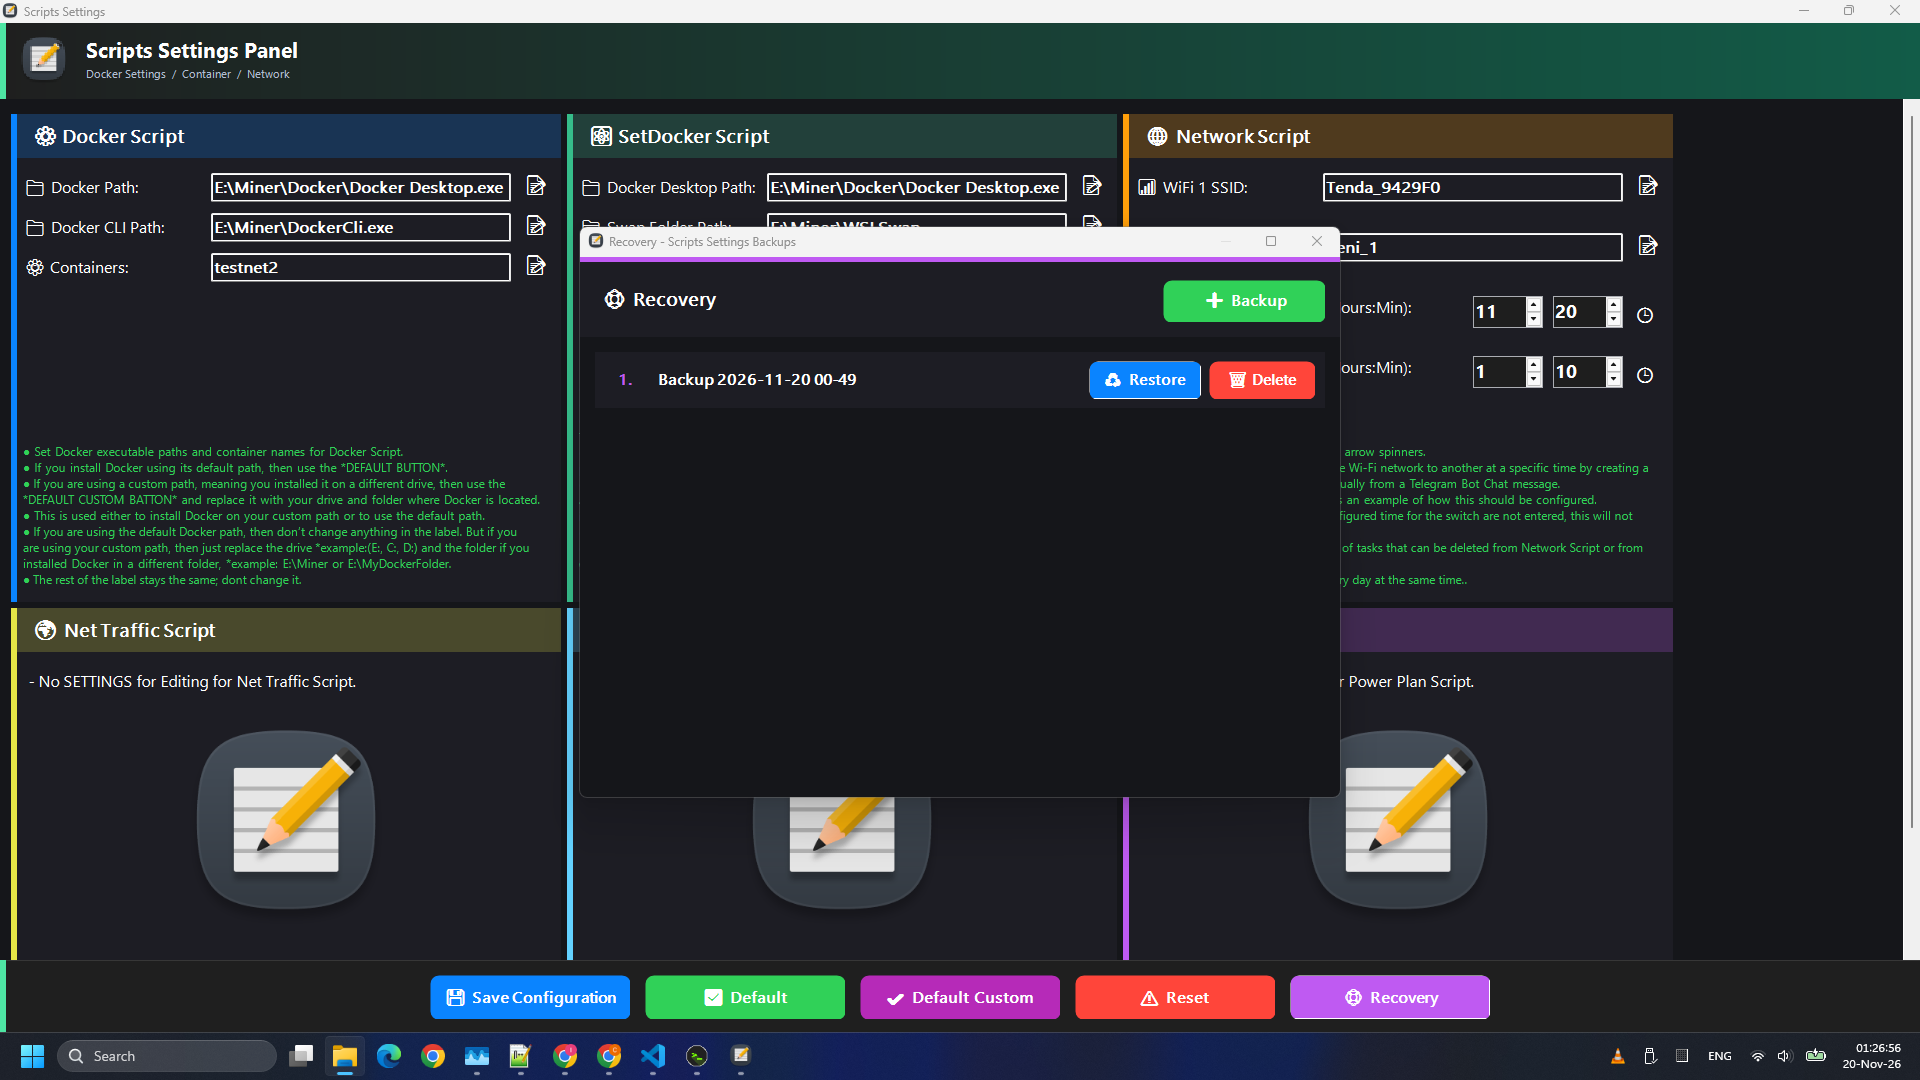 Scripts Settings
Scripts Settings Panel
Docker Settings / Container / Network
Docker Script
Docker Path:
E:\Miner\Docker\Docker Desktop.exe
Docker CLI Path:
E:\Miner\DockerCli.exe
Containers:
testnet2
● Set Docker executable paths and container names for Docker Script.
● If you install Docker using its default path, then use the *DEFAULT BUTTON*.
● If you are using a custom path, meaning you installed it on a different drive, then use the
*DEFAULT CUSTOM BATTON* and replace it with your drive and folder where Docker is located.
● This is used either to install Docker on your custom path or to use the default path.
● If you are using the default Docker path, then don't change anything in the label. But if you
are using your custom path, then just replace the drive *example:(E:, C:, D:) and the folder if you
installed Docker in a different folder, *example: E:\Miner or E:\MyDockerFolder.
● The rest of the label stays the same; dont change it.
SetDocker Script
Docker Desktop Path:
E:\Miner\Docker\Docker Desktop.exe
Swap Folder Path:
E:\Miner\WSLSwap
Network Script
WiFi 1 SSID:
Tenda_9429F0
eni_1
ours:Min):
11
20
ours:Min):
1
10
arrow spinners.
e Wi-Fi network to another at a specific time by creating a
ually from a Telegram Bot Chat message.
s an example of how this should be configured.
figured time for the switch are not entered, this will not
of tasks that can be deleted from Network Script or from
ry day at the same time..
Recovery - Scripts Settings Backups
Recovery
Backup
1.
Backup 2026-11-20 00-49
Restore
Delete
Net Traffic Script
- No SETTINGS for Editing for Net Traffic Script.
r Power Plan Script.
Save Configuration
Default
Default Custom
Reset
Recovery
Search
ENG
01:26:56
20-Nov-26